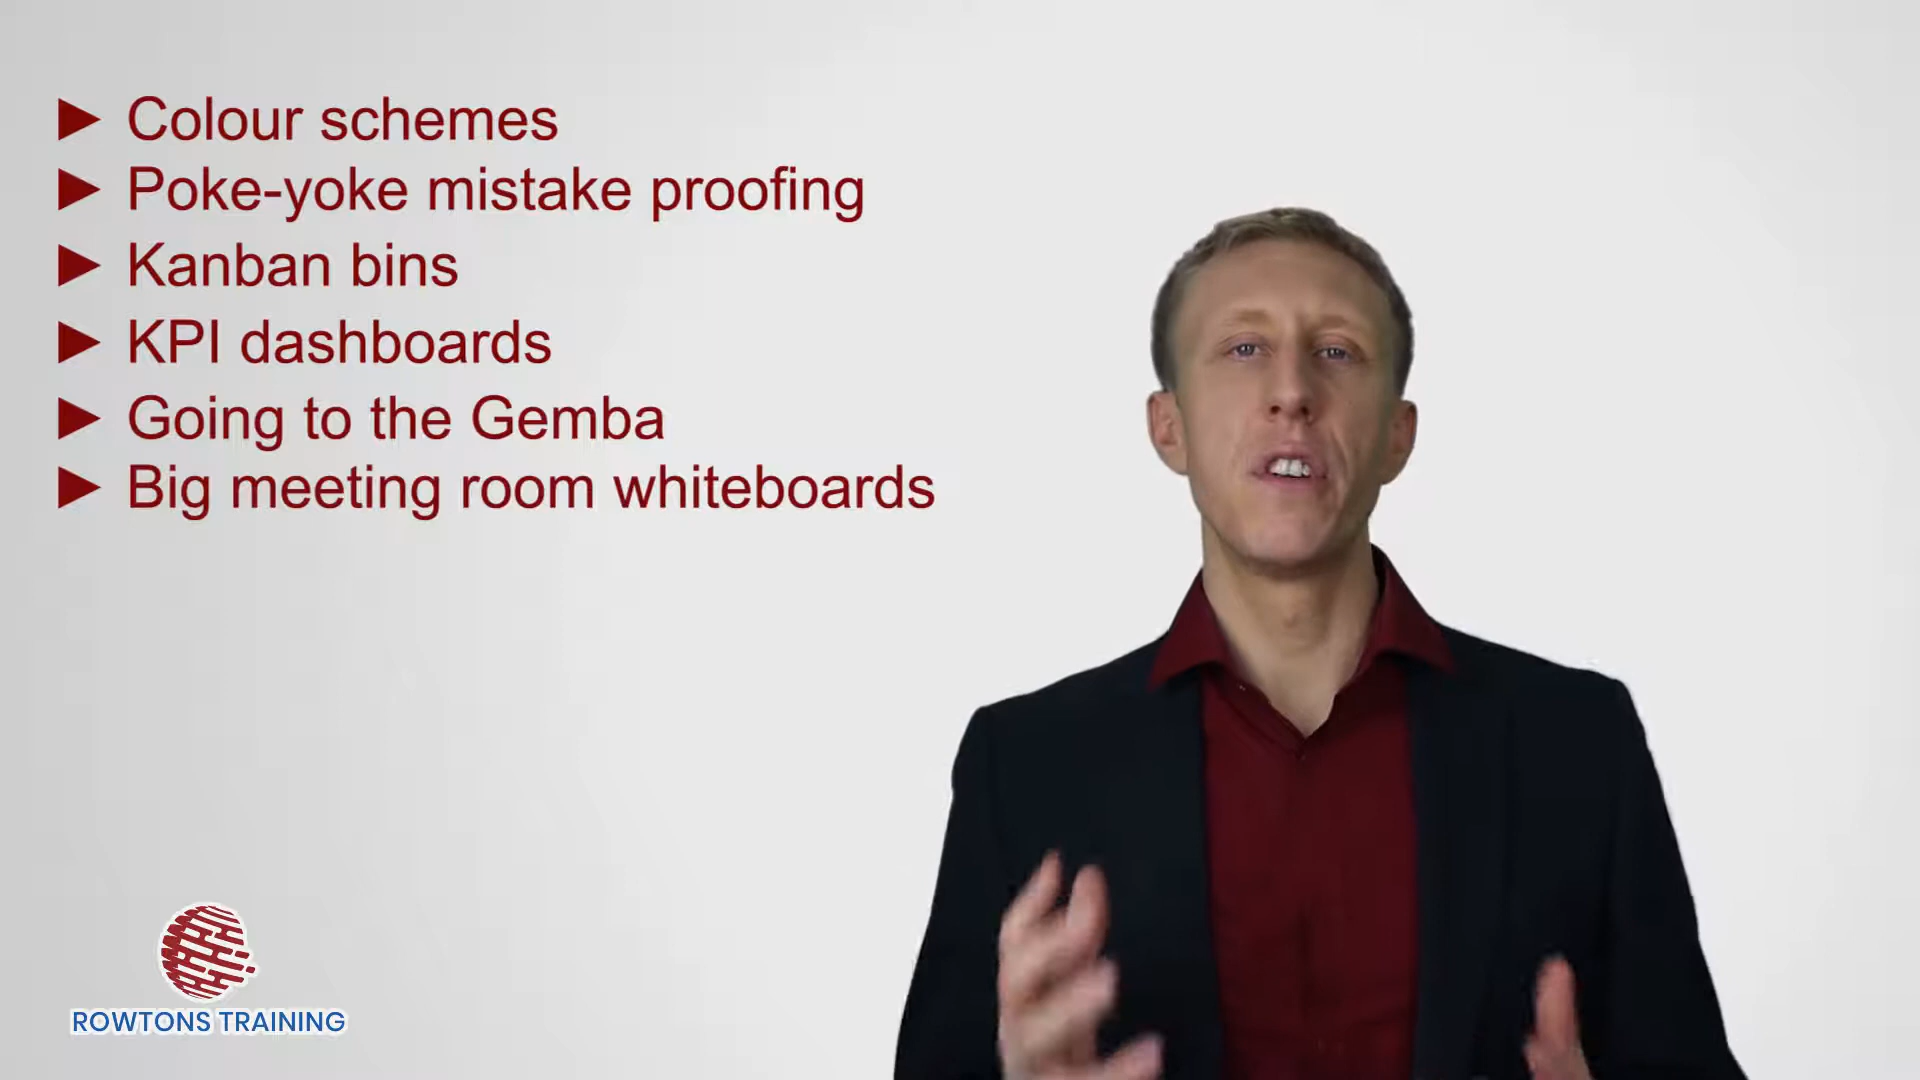 Colour schemes
Poke-yoke mistake proofing
Kanban bins
KPI dashboards
Going to the Gemba
Big meeting room whiteboards
ROWTONS TRAINING